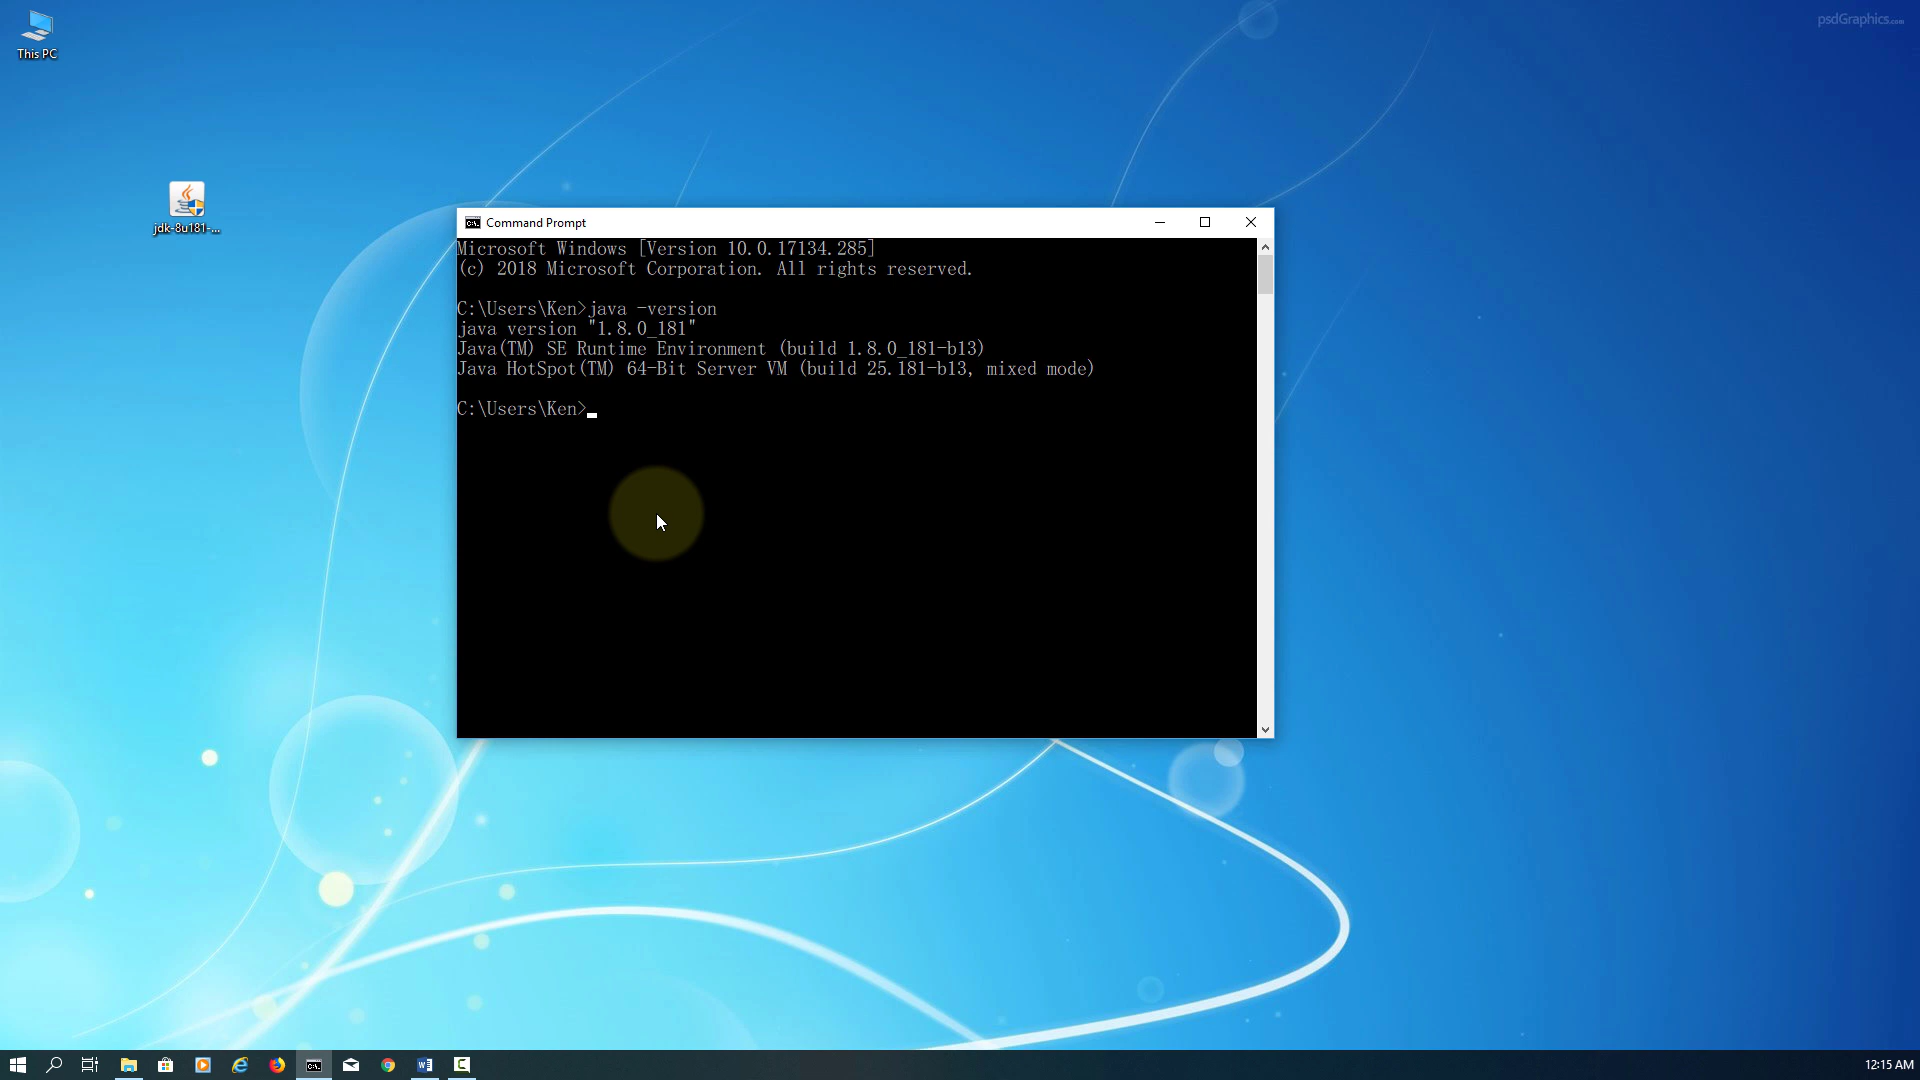 psdGraphics.com
This PC
jdk-8u181-...
Command Prompt
Microsoft Windows [Version 10.0.17134.285]
(c) 2018 Microsoft Corporation. All rights reserved.
C:\Users\Ken>java -version
java version "1.8.0_181"
Java(TM) SE Runtime Environment (build 1.8.0_181-b13)
Java HotSpot(TM) 64-Bit Server VM (build 25.181-b13, mixed mode)
C:\Users\Ken>
12:15 AM